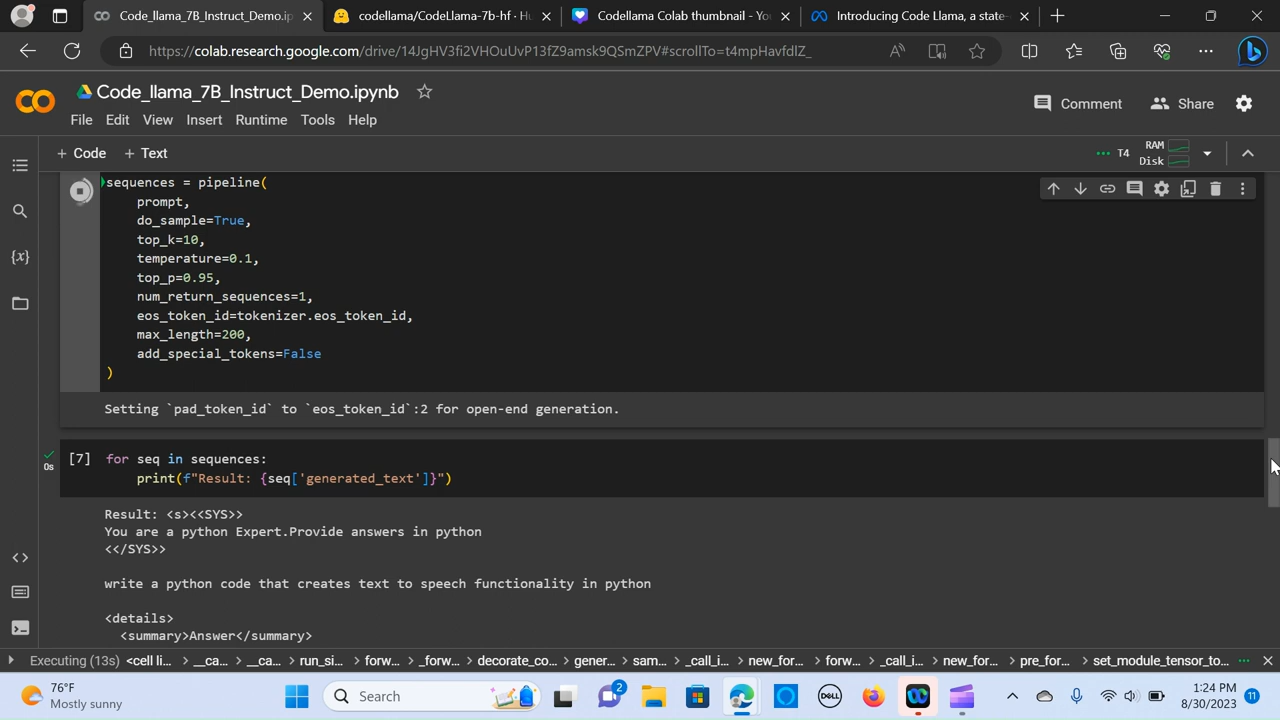 Code_llama_7B_Instruct_Demo.ip
codellama/CodeLlama-7b-hf · Hu
Codellama Colab thumbnail - You
Introducing Code Llama, a state-
https://colab.research.google.com/drive/14JgHV3fi2VHOuUvP13fZ9amsk9QSmZPV#scrollTo=t4mpHavfdlZ_
Code_llama_7B_Instruct_Demo.ipynb
Comment
Share
File Edit View Insert Runtime Tools Help
+ Code + Text
T4
RAM
Disk
sequences = pipeline(
prompt,
do_sample=True,
top_k=10,
temperature=0.1,
top_p=0.95,
num_return_sequences=1,
eos_token_id=tokenizer.eos_token_id,
max_length=200,
add_special_tokens=False
)
Setting `pad_token_id` to `eos_token_id`:2 for open-end generation.
0s
[7] for seq in sequences:
print(f"Result: {seq['generated_text']}")
Result: <s><<SYS>>
You are a python Expert.Provide answers in python
<</SYS>>
write a python code that creates text to speech functionality in python
<details>
<summary>Answer</summary>
Executing (13s) <cell li... __ca... __ca... run_si... forw... _forw... decorate_co... gener... sam... _call_i... new_for... forw... _call_i... new_for... pre_for... set_module_tensor_to...
76°F
Mostly sunny
Search
2
DELL
1:24 PM
8/30/2023
11